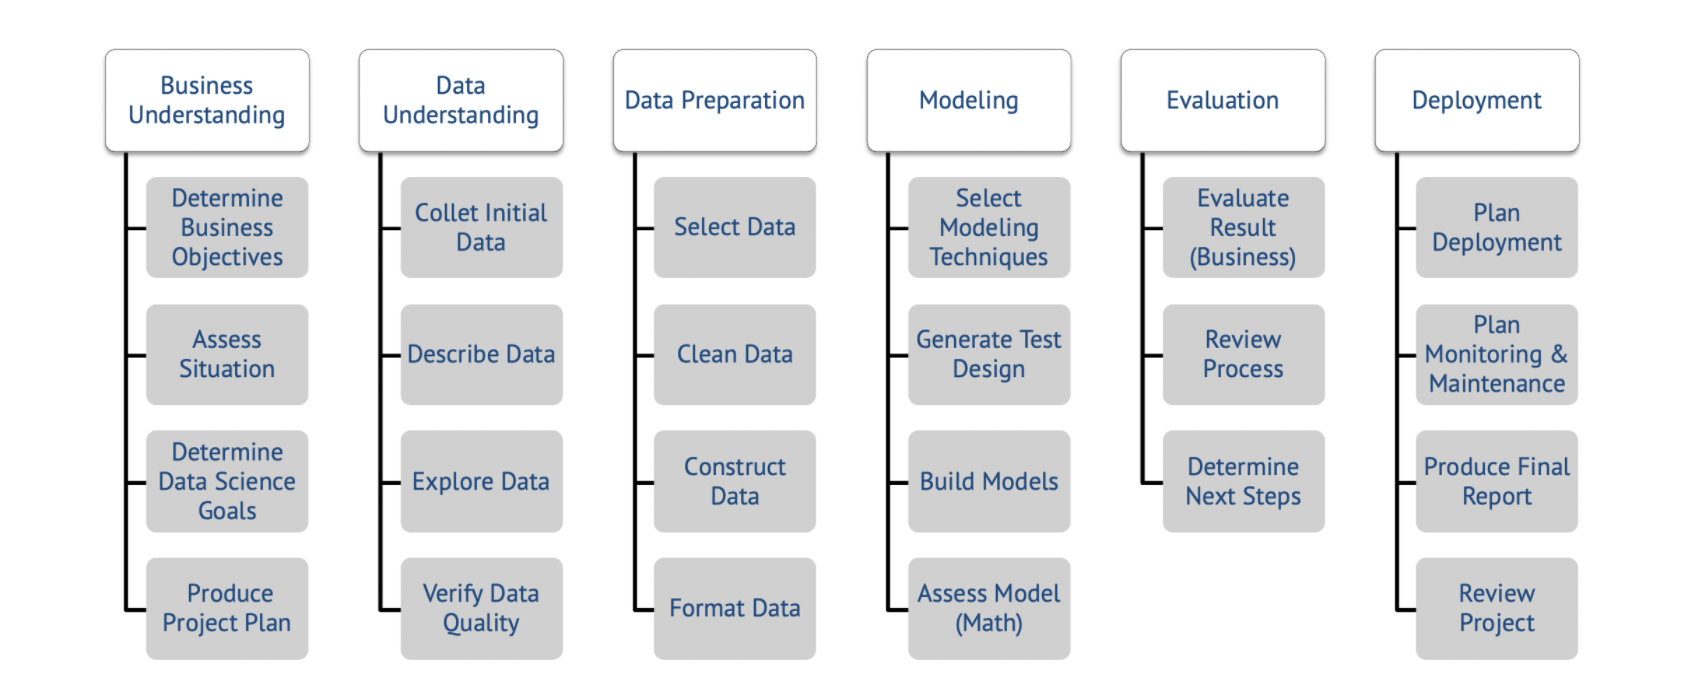 Business
Understanding
Determine
Business
Objectives
Assess
Situation
Determine
Data Science
Goals
Produce
Project Plan
Data
Understanding
Collet Initial
Data
Describe Data
Explore Data
Verify Data
Quality
Data Preparation
Select Data
Clean Data
Construct
Data
Format Data
Modeling
Select
Modeling
Techniques
Generate Test
Design
Build Models
Assess Model
(Math)
Evaluation
Evaluate
Result
(Business)
Review
Process
Determine
Next Steps
Deployment
Plan
Deployment
Plan
Monitoring &
Maintenance
Produce Final
Report
Review
Project